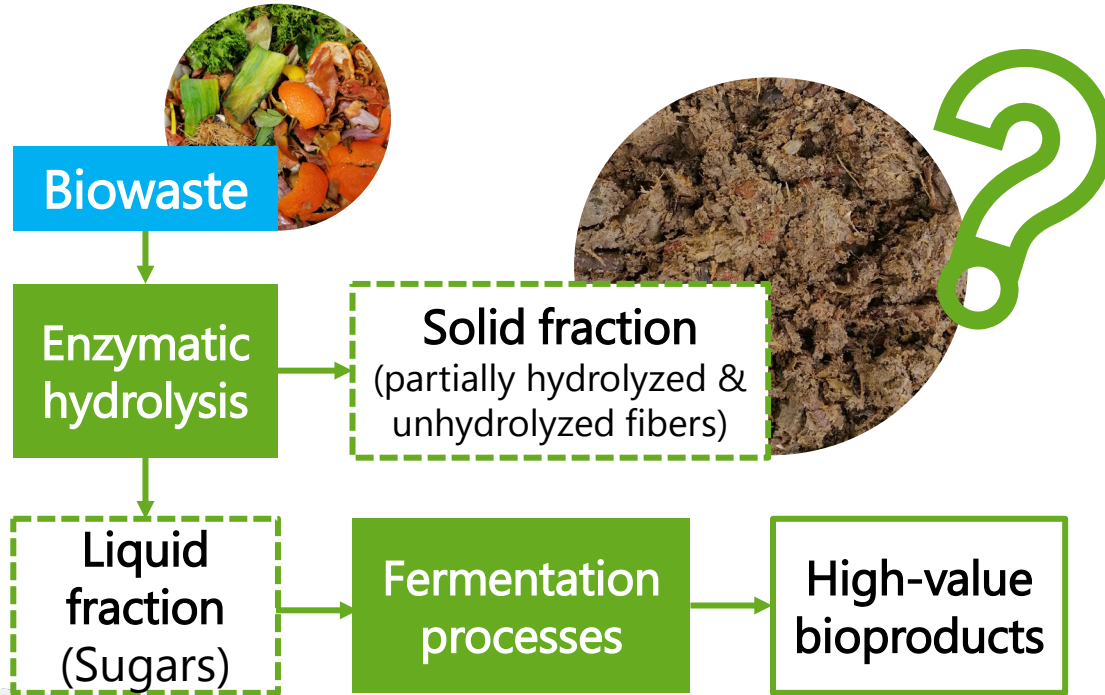 Biowaste
Enzymatic
hydrolysis
Solid fraction
(partially hydrolyzed &
unhydrolyzed fibers)
Liquid
fraction
(Sugars)
Fermentation
processes
High-value
bioproducts
?